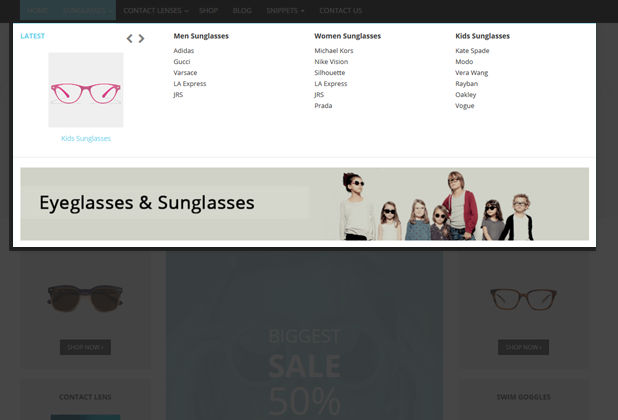 HOME SUNGLASSES CONTACT LENSES SHOP BLOG SNIPPETS CONTACT US
LATEST
Kids Sunglasses
Men Sunglasses
Adidas
Gucci
Varsace
LA Express
JRS
Women Sunglasses
Michael Kors
Nike Vision
Silhouette
LA Express
JRS
Prada
Kids Sunglasses
Kate Spade
Modo
Vera Wang
Rayban
Oakley
Vogue
Eyeglasses & Sunglasses
SHOP NOW ›
BIGGEST
SALE
50%
SHOP NOW ›
CONTACT LENS
SWIM GOGGLES